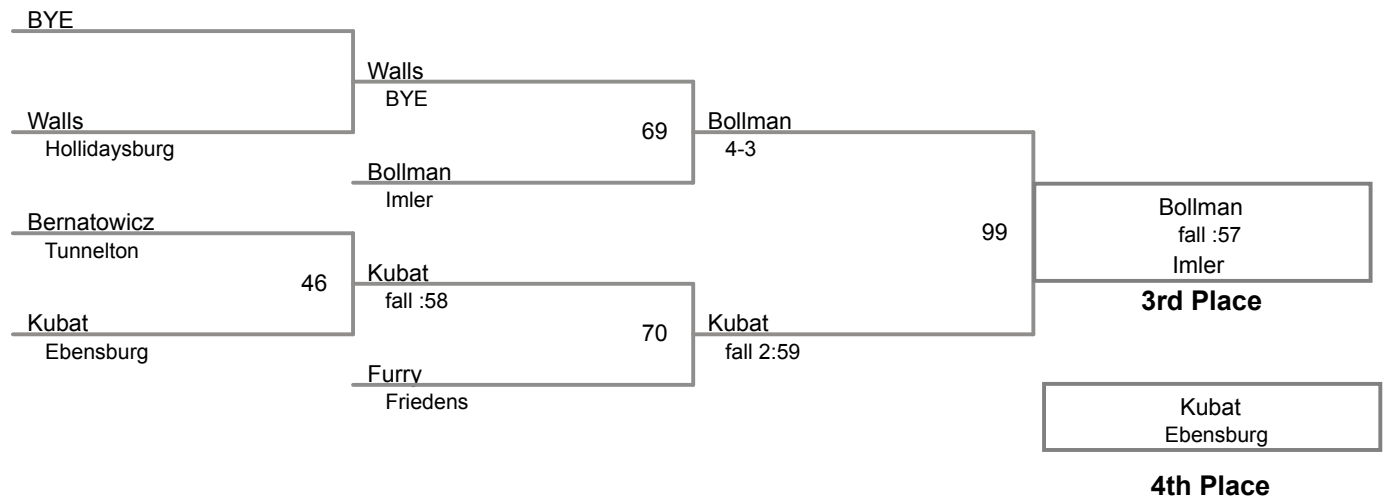 BYE
Walls
BYE
Walls
Hollidaysburg
69
Bollman
4-3
Bollman
Imler
Bernatowicz
Tunnelton
46
Kubat
fall :58
Kubat
Ebensburg
70
Kubat
fall 2:59
Furry
Friedens
99
Bollman
fall :57
Imler
3rd Place
Kubat
Ebensburg
4th Place